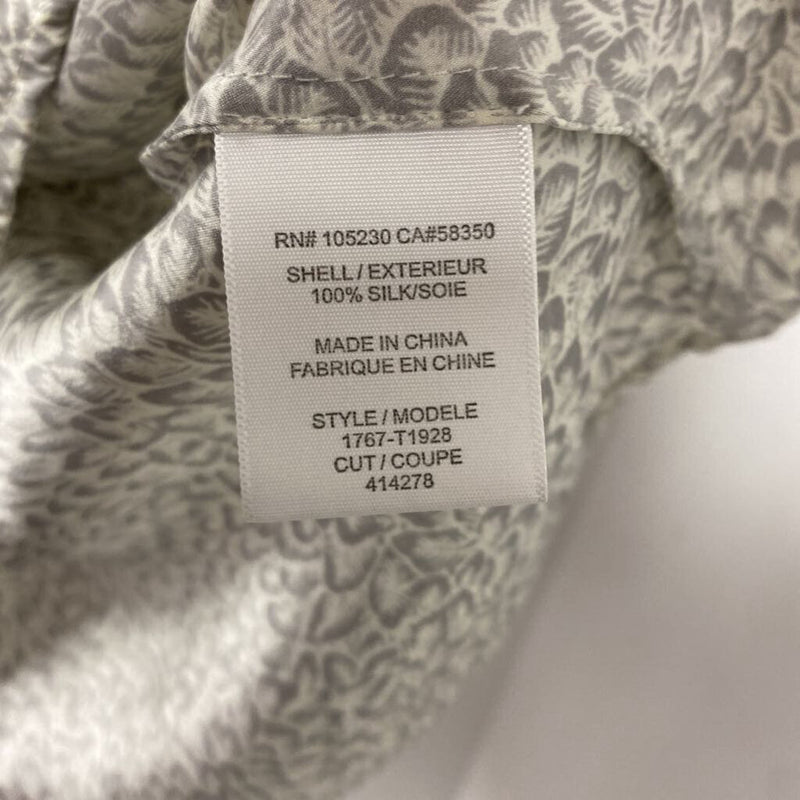 RN# 105230 CA#58350
SHELL / EXTERIEUR
100% SILK/SOIE
MADE IN CHINA
FABRIQUE EN CHINE
STYLE / MODELE
1767-T1928
CUT / COUPE
414278